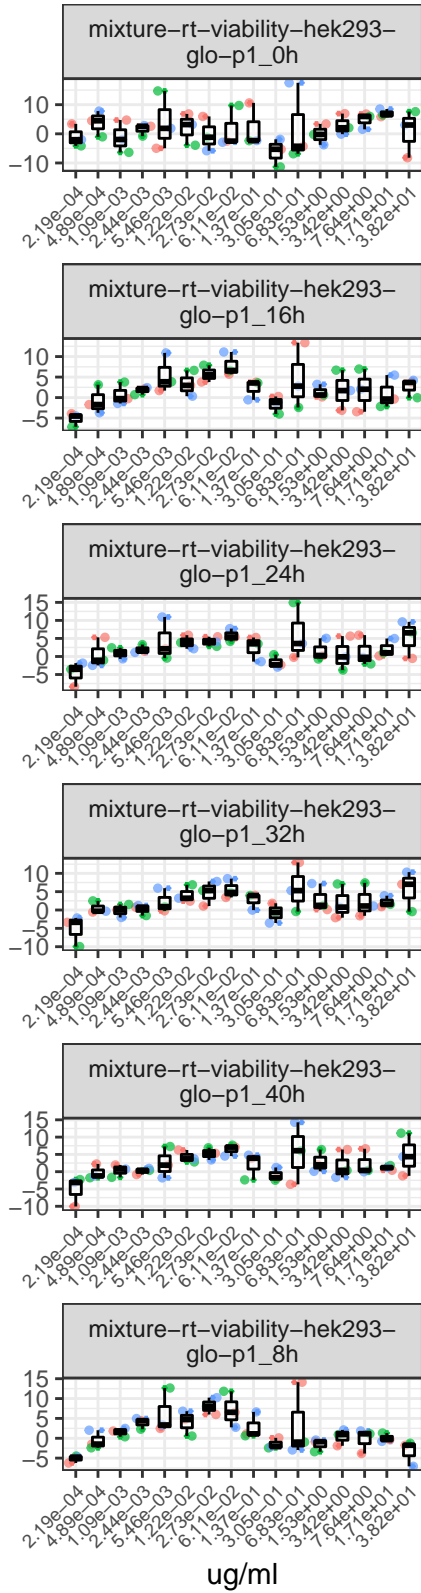 mixture−rt−viability−hek293−
glo−p1_0h
10
0
−10
2.19e−04
4.89e−04
1.09e−03
2.44e−03
5.46e−03
1.22e−02
2.73e−02
6.11e−02
1.37e−01
3.05e−01
6.83e−01
1.53e+00
3.42e+00
7.64e+00
1.71e+01
3.82e+01
mixture−rt−viability−hek293−
glo−p1_16h
10
5
0
−5
2.19e−04
4.89e−04
1.09e−03
2.44e−03
5.46e−03
1.22e−02
2.73e−02
6.11e−02
1.37e−01
3.05e−01
6.83e−01
1.53e+00
3.42e+00
7.64e+00
1.71e+01
3.82e+01
mixture−rt−viability−hek293−
glo−p1_24h
15
10
5
0
−5
2.19e−04
4.89e−04
1.09e−03
2.44e−03
5.46e−03
1.22e−02
2.73e−02
6.11e−02
1.37e−01
3.05e−01
6.83e−01
1.53e+00
3.42e+00
7.64e+00
1.71e+01
3.82e+01
mixture−rt−viability−hek293−
glo−p1_32h
10
5
0
−5
−10
2.19e−04
4.89e−04
1.09e−03
2.44e−03
5.46e−03
1.22e−02
2.73e−02
6.11e−02
1.37e−01
3.05e−01
6.83e−01
1.53e+00
3.42e+00
7.64e+00
1.71e+01
3.82e+01
mixture−rt−viability−hek293−
glo−p1_40h
15
10
5
0
−5
−10
2.19e−04
4.89e−04
1.09e−03
2.44e−03
5.46e−03
1.22e−02
2.73e−02
6.11e−02
1.37e−01
3.05e−01
6.83e−01
1.53e+00
3.42e+00
7.64e+00
1.71e+01
3.82e+01
mixture−rt−viability−hek293−
glo−p1_8h
15
10
5
0
−5
2.19e−04
4.89e−04
1.09e−03
2.44e−03
5.46e−03
1.22e−02
2.73e−02
6.11e−02
1.37e−01
3.05e−01
6.83e−01
1.53e+00
3.42e+00
7.64e+00
1.71e+01
3.82e+01
ug/ml